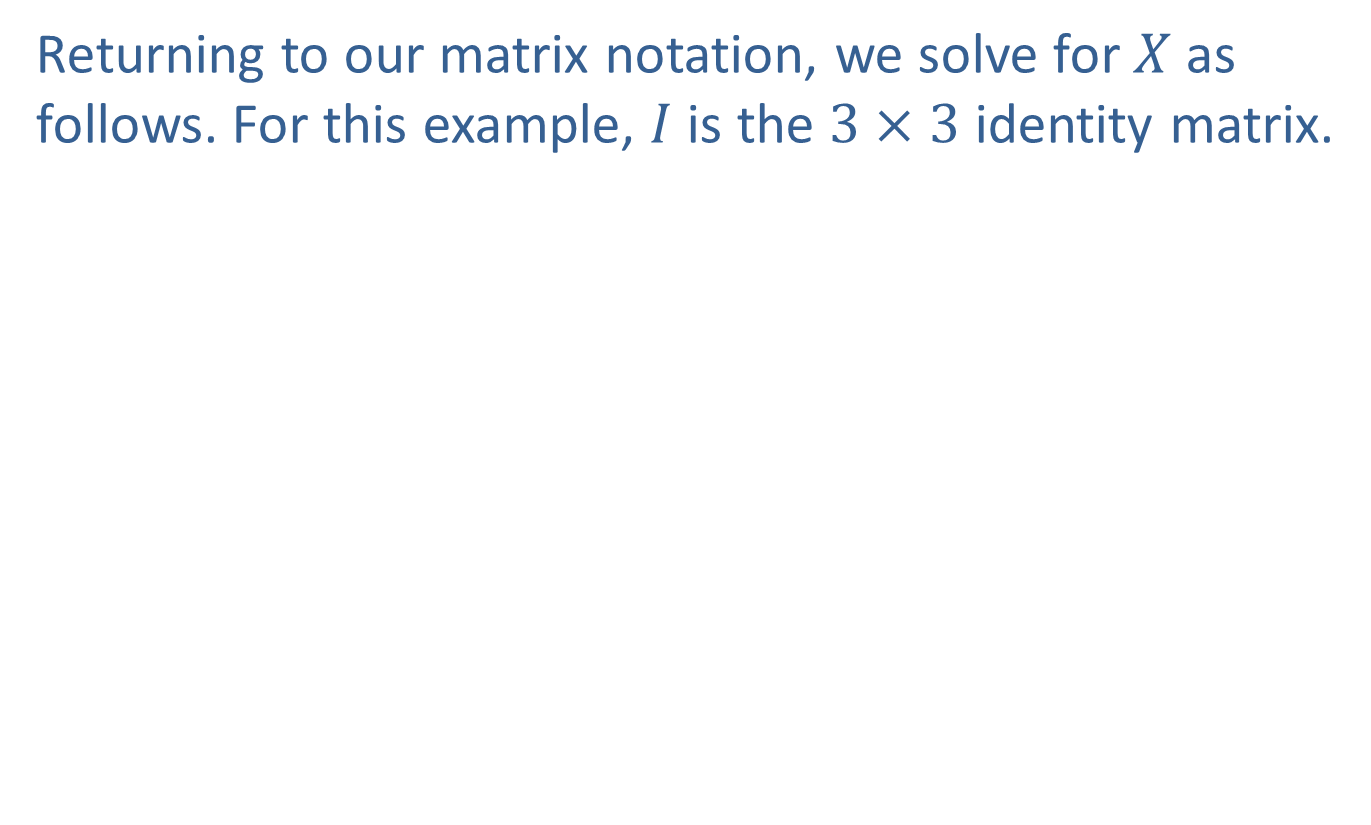 Returning to our matrix notation, we solve for X as
follows. For this example, I is the 3 × 3 identity matrix.